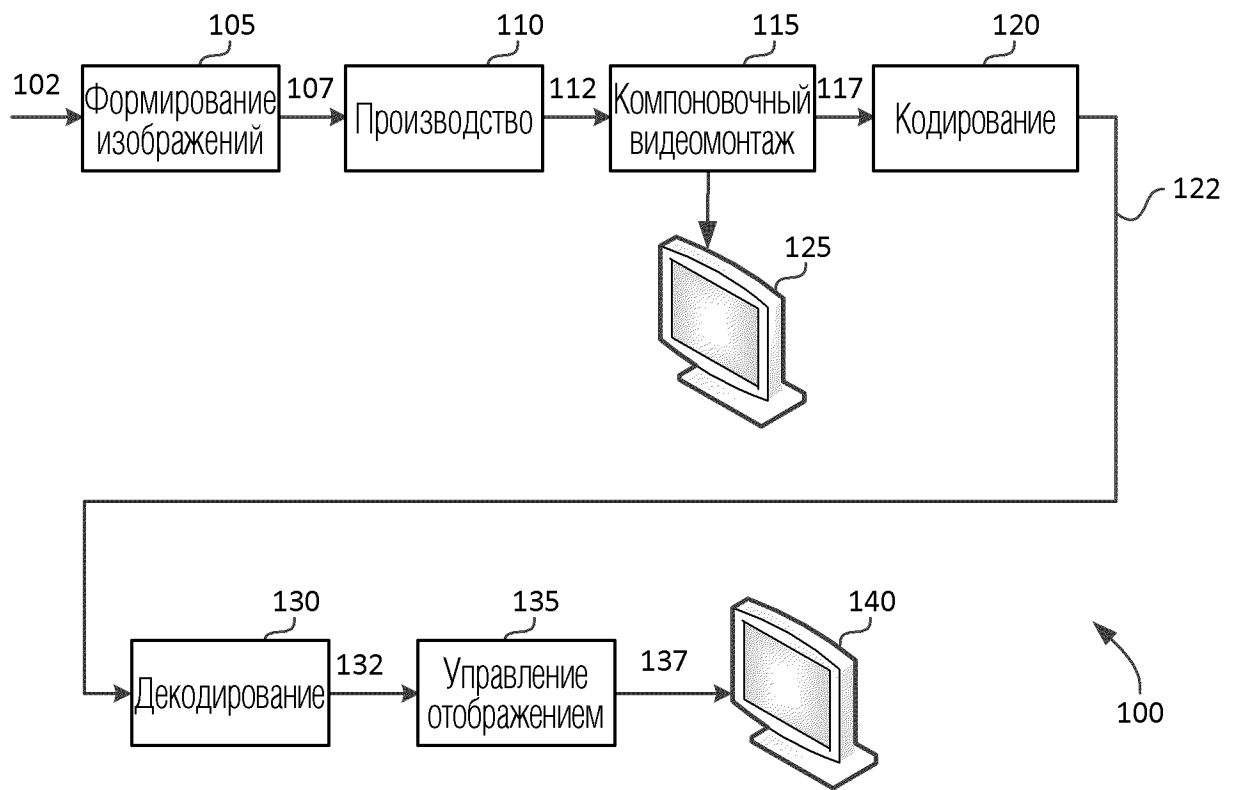 105
110
115
120
102
Формирование
изображений
107
Производство
112
Компоновочный
видеомонтаж
117
Кодирование
122
125
130
135
140
Декодирование
132
Управление
отображением
137
100